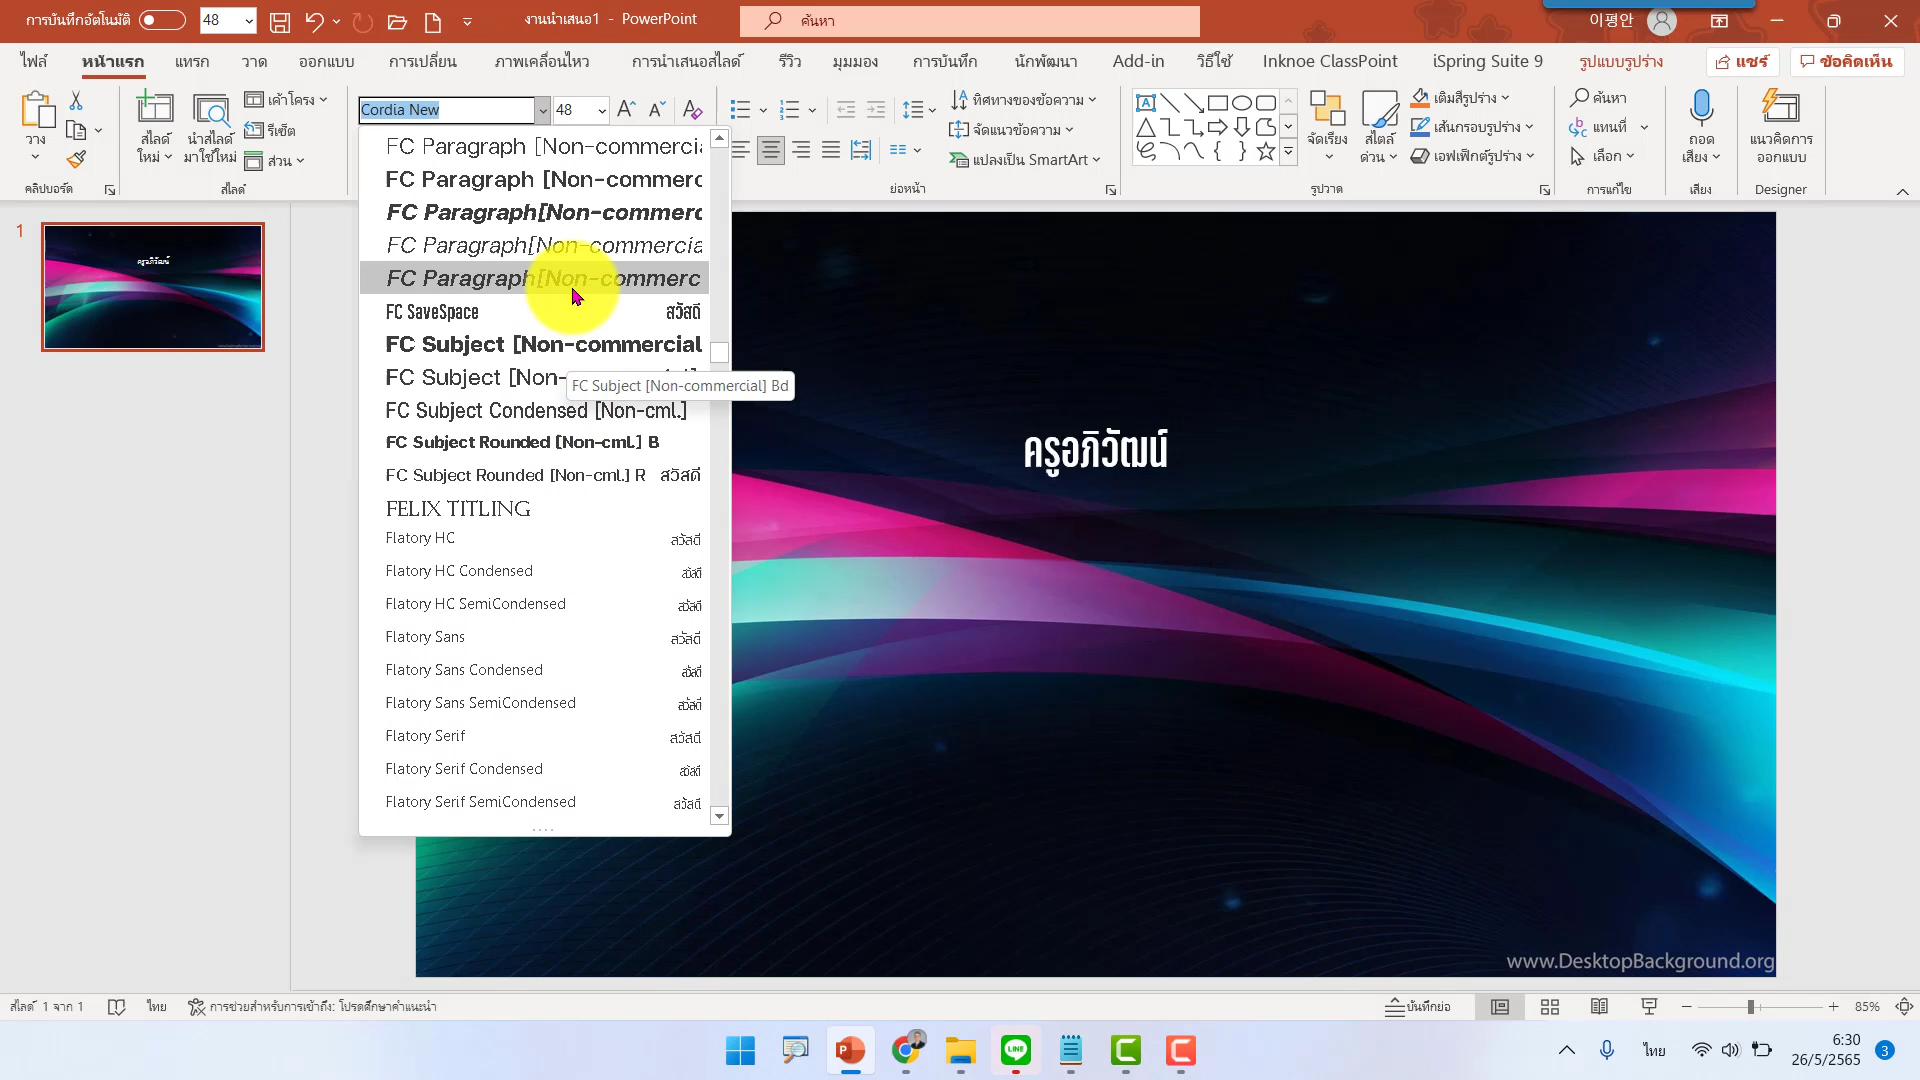 การบันทึกอัตโนมัติ 48 งานนำเสนอ1 - PowerPoint ค้นหา 이평안
ไฟล์ หน้าแรก แทรก วาด ออกแบบ การเปลี่ยน ภาพเคลื่อนไหว การนำเสนอสไลด์ รีวิว มุมมอง Add-in การบันทึก นักพัฒนา วิธีใช้ Inknoe ClassPoint iSpring Suite 9 รูปแบบรูปร่าง แชร์ ข้อคิดเห็น
วาง
คลิปบอร์ด
สไลด์ใหม่
นำสไลด์มาใช้ใหม่
เค้าโครง
รีเซ็ต
ส่วน
สไลด์
Cordia New 48
ทิศทางของข้อความ
จัดแนวข้อความ
แปลงเป็น SmartArt
ย่อหน้า
จัดเรียง
สไตล์ด่วน
เติมสีรูปร่าง
เส้นกรอบรูปร่าง
เอฟเฟ็กต์รูปร่าง
รูปวาด
ค้นหา
แทนที่
เลือก
การแก้ไข
ถอดเสียง
เสียง
แนวคิดการออกแบบ
Designer
FC Paragraph [Non-commercia
FC Paragraph [Non-commerc
FC Paragraph[Non-commerc
FC Paragraph[Non-commercia
FC Paragraph[Non-commerc
FC SaveSpace สวัสดี
FC Subject [Non-commercial
FC Subject [Non-
FC Subject [Non-commercial] Bd
FC Subject Condensed [Non-cml.]
FC Subject Rounded [Non-cml.] B
FC Subject Rounded [Non-cml.] R สวัสดี
FELIX TITLING
Flatory HC สวัสดี
Flatory HC Condensed สวัสดี
Flatory HC SemiCondensed สวัสดี
Flatory Sans สวัสดี
Flatory Sans Condensed สวัสดี
Flatory Sans SemiCondensed สวัสดี
Flatory Serif สวัสดี
Flatory Serif Condensed สวัสดี
Flatory Serif SemiCondensed สวัสดี
1
ครูอภิวัฒน์
ครูอภิวัฒน์
www.DesktopBackground.org
สไลด์ 1 จาก 1 ไทย การช่วยสำหรับการเข้าถึง: โปรดศึกษาคำแนะนำ บันทึกย่อ 85%
ไทย 6:30
26/5/2565 3